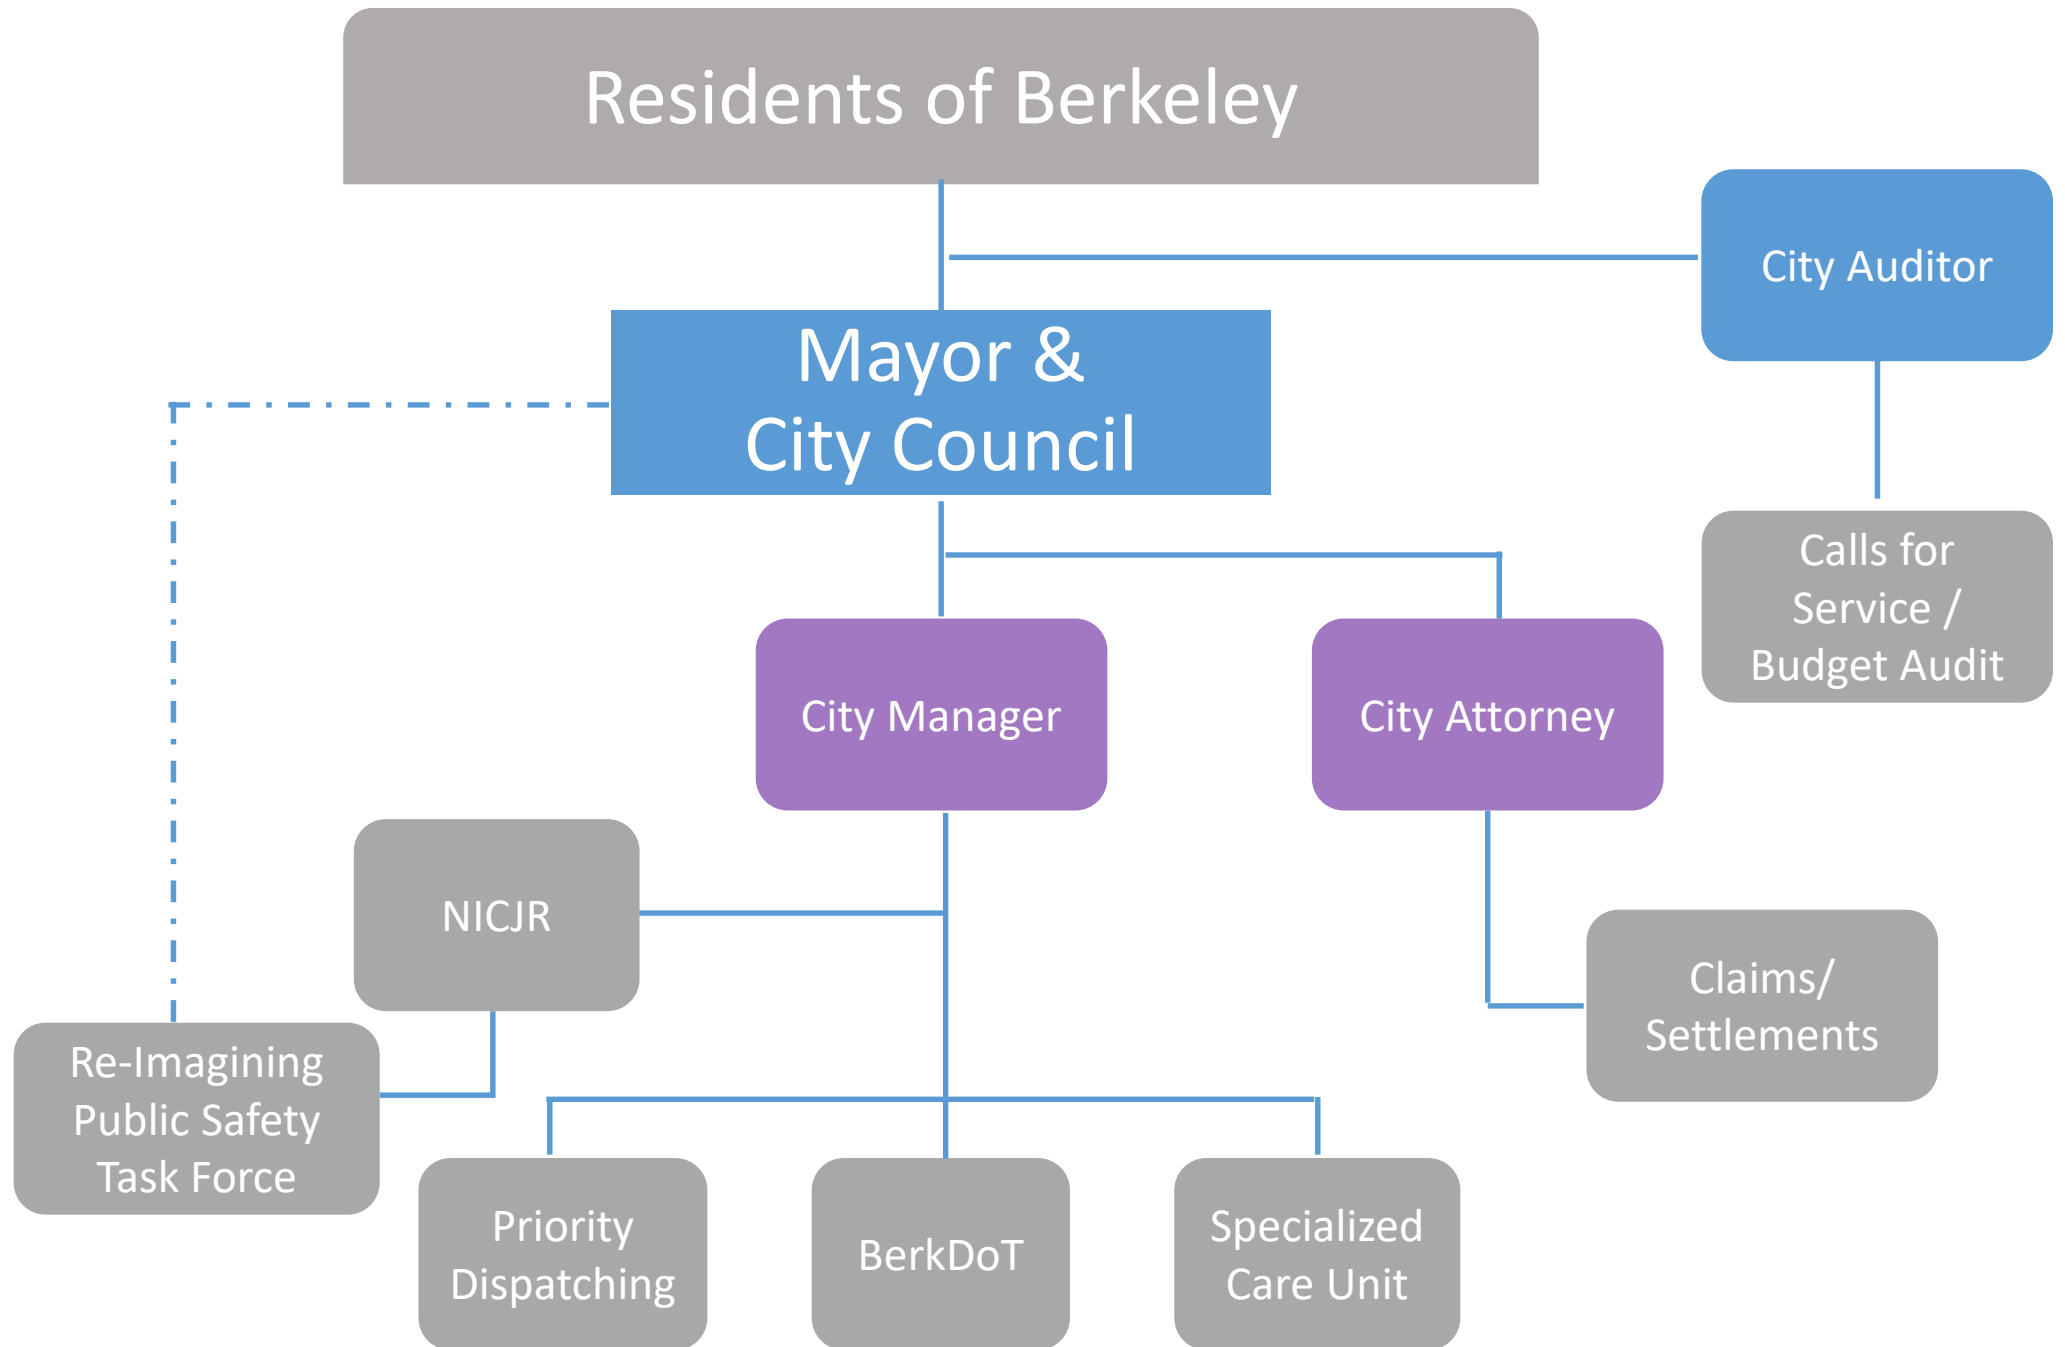 Residents of Berkeley
City Auditor
Mayor &
City Council
Calls for
Service /
Budget Audit
City Manager
City Attorney
NICJR
Claims/
Settlements
Re-Imagining
Public Safety
Task Force
Priority
Dispatching
BerkDoT
Specialized
Care Unit